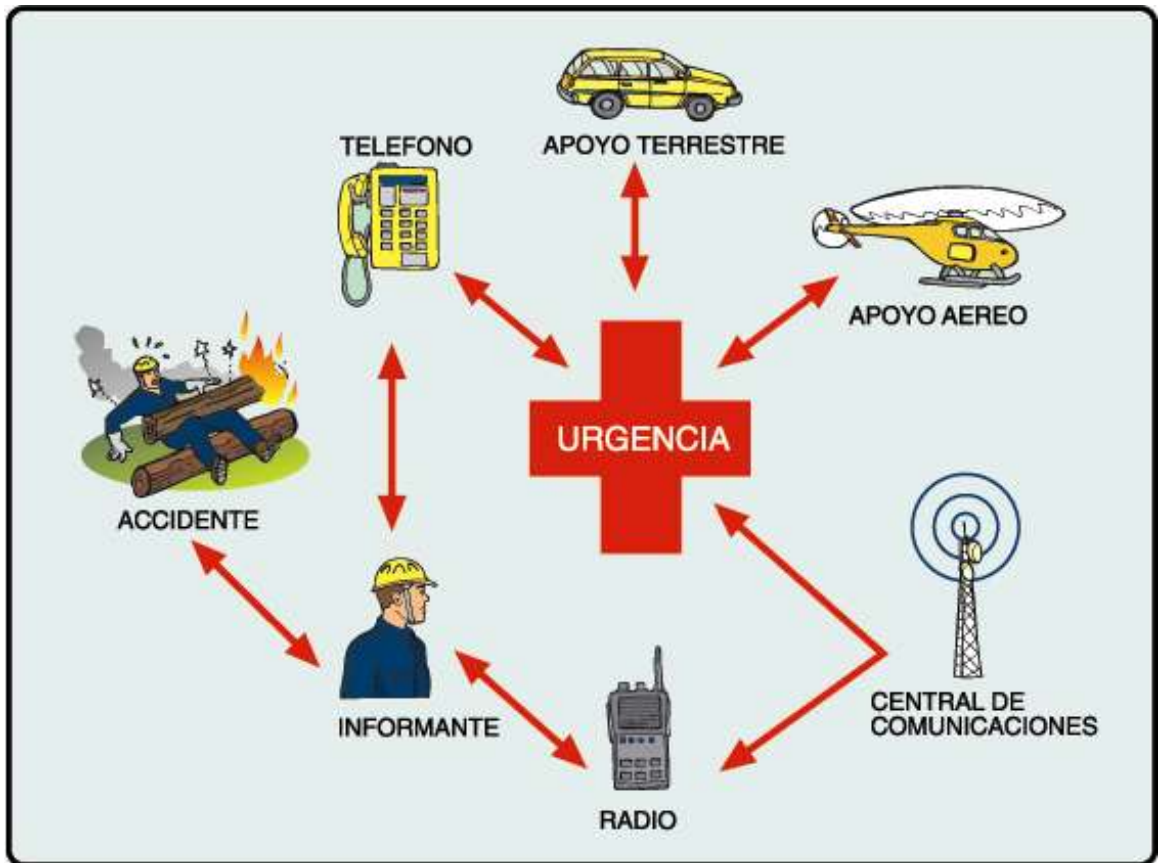 TELEFONO
APOYO TERRESTRE
APOYO AEREO
URGENCIA
ACCIDENTE
CENTRAL DE
COMUNICACIONES
INFORMANTE
RADIO